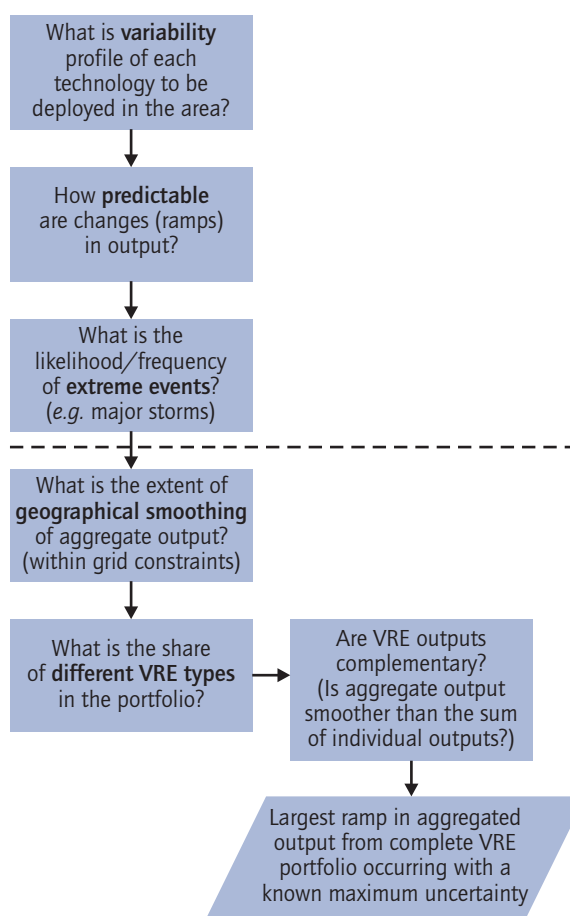 What is variability
profile of each
technology to be
deployed in the area?
How predictable
are changes (ramps)
in output?
What is the
likelihood/frequency
of extreme events?
(e.g. major storms)
What is the extent of
geographical smoothing
of aggregate output?
(within grid constraints)
What is the share
of different VRE types
in the portfolio?
Are VRE outputs
complementary?
(Is aggregate output
smoother than the sum
of individual outputs?)
Largest ramp in aggregated
output from complete VRE
portfolio occurring with a
known maximum uncertainty